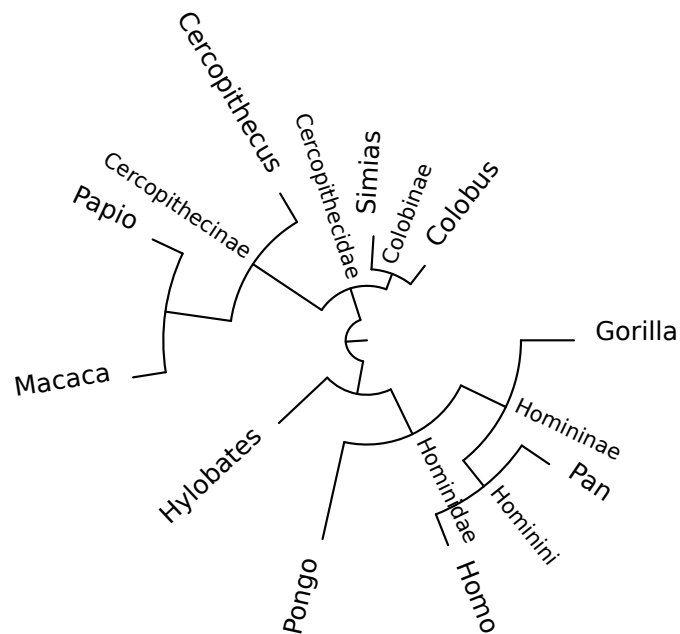 Cercopithecus
Cercopithecidae
Simias
Colobinae
Colobus
Cercopithecinae
Papio
Gorilla
Macaca
Homininae
Hylobates
Hominidae
Pan
Hominini
Pongo
Homo